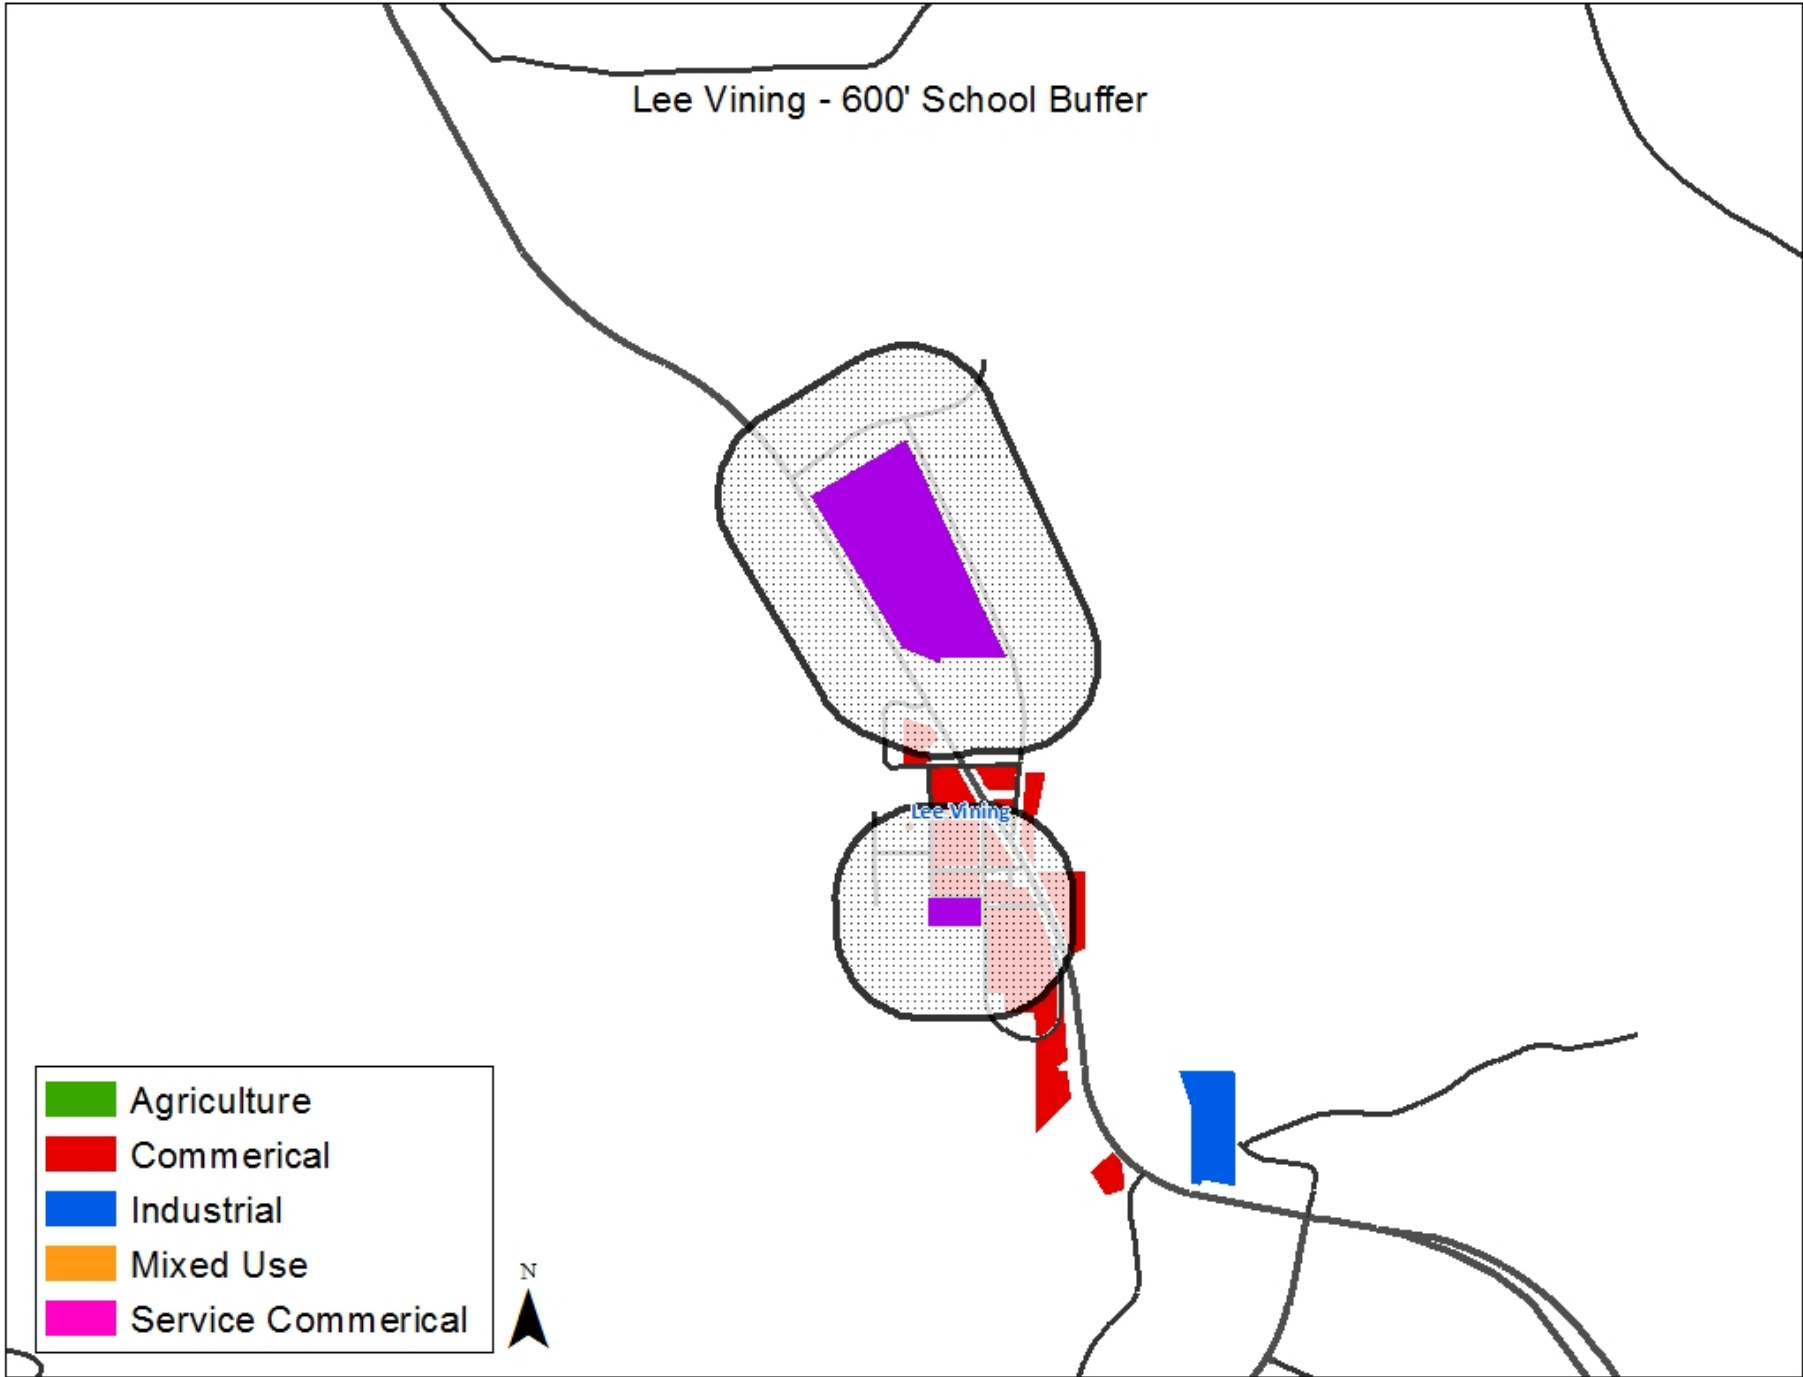 Lee Vining - 600' School Buffer
Lee Vining
Agriculture
Commerical
Industrial
Mixed Use
Service Commerical
N